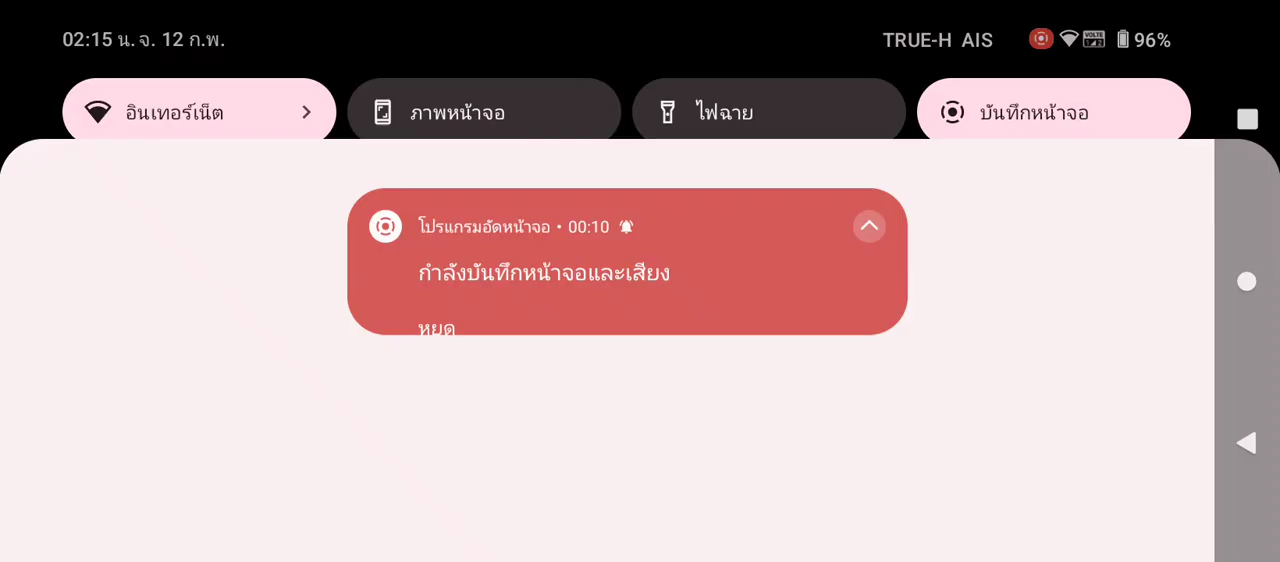 02:15 น. จ. 12 ก.พ.
TRUE-H AIS
VOLTE
1 2
96%
อินเทอร์เน็ต
ภาพหน้าจอ
ไฟฉาย
บันทึกหน้าจอ
โปรแกรมอัดหน้าจอ • 00:10
กำลังบันทึกหน้าจอและเสียง
หยุด